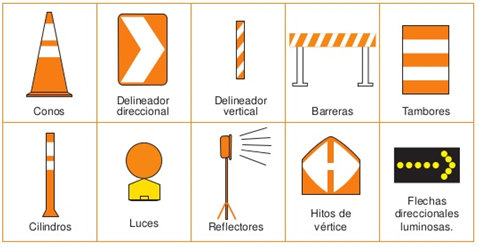 Conos
Delineador
direccional
Delineador
vertical
Barreras
Tambores
Cilindros
Luces
Reflectores
Hitos de
vértice
Flechas
direccionales
luminosas.